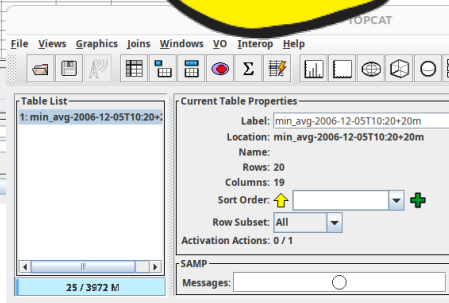 TOPCAT
File Views Graphics Joins Windows VO Interop Help
Table List
1: min_avg-2006-12-05T10:20+2
25 / 3972 M
Current Table Properties
Label: min_avg-2006-12-05T10:20+20m
Location: min_avg-2006-12-05T10:20+20m
Name:
Rows: 20
Columns: 19
Sort Order:
Row Subset: All
Activation Actions: 0 / 1
SAMP
Messages: